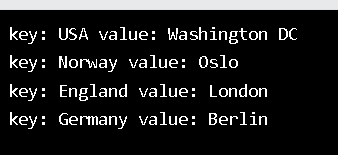 key: USA value: Washington DC
key: Norway value: Oslo
key: England value: London
key: Germany value: Berlin